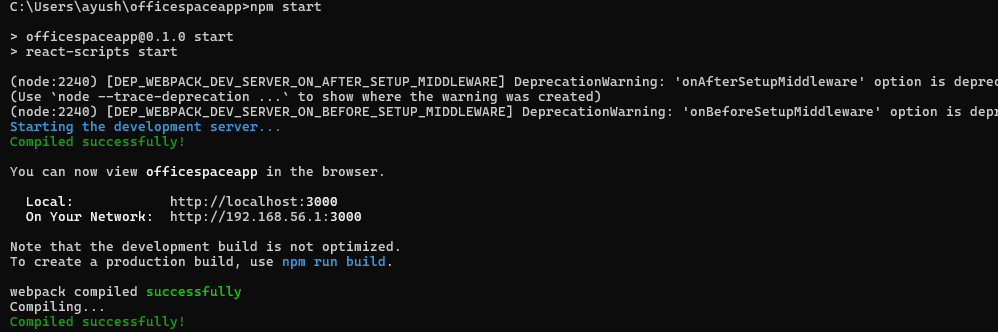 C:\Users\ayush\officespaceapp>npm start
> officespaceapp@0.1.0 start
> react-scripts start
(node:2240) [DEP_WEBPACK_DEV_SERVER_ON_AFTER_SETUP_MIDDLEWARE] DeprecationWarning: 'onAfterSetupMiddleware' option is deprec
(Use `node --trace-deprecation ...` to show where the warning was created)
(node:2240) [DEP_WEBPACK_DEV_SERVER_ON_BEFORE_SETUP_MIDDLEWARE] DeprecationWarning: 'onBeforeSetupMiddleware' option is depr
Starting the development server...
Compiled successfully!
You can now view officespaceapp in the browser.
Local: http://localhost:3000
On Your Network: http://192.168.56.1:3000
Note that the development build is not optimized.
To create a production build, use npm run build.
webpack compiled successfully
Compiling...
Compiled successfully!